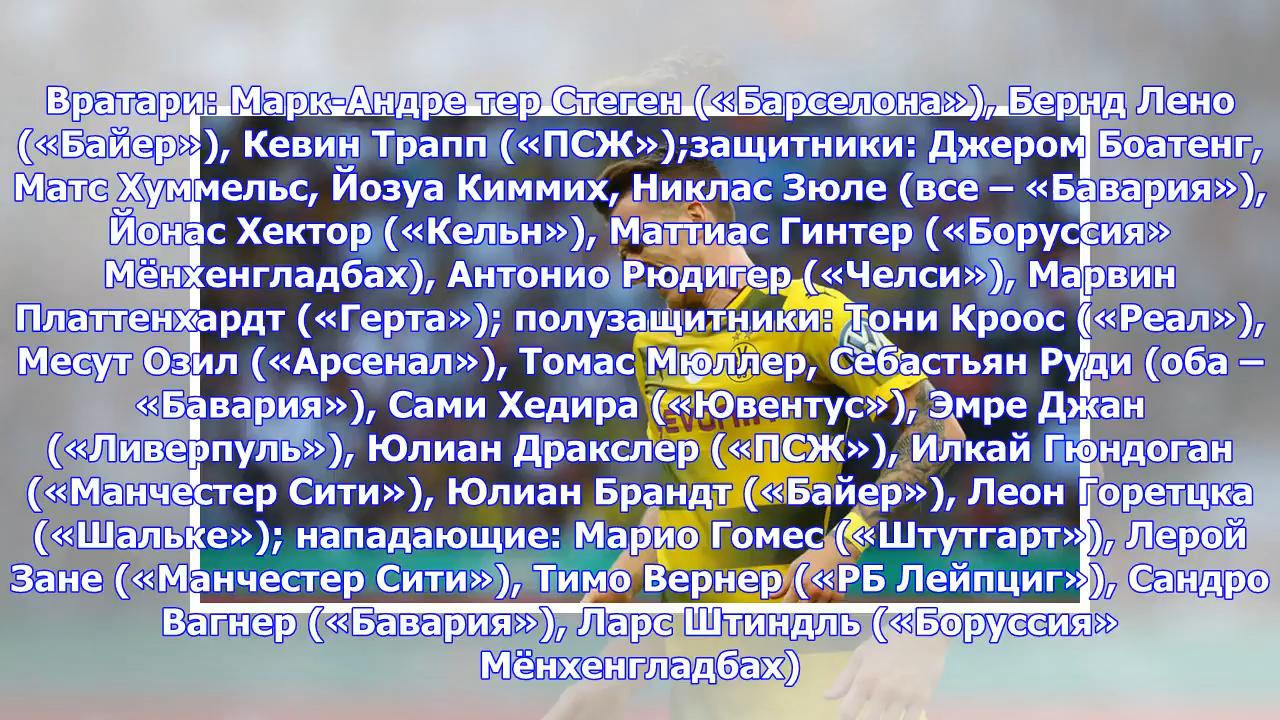 Вратари: Марк-Андре тер Стеген («Барселона»), Бернд Лено
(«Байер»), Кевин Трапп («ПСЖ»);защитники: Джером Боатенг,
Матс Хуммельс, Йозуа Киммих, Никлас Зюле (все – «Бавария»),
Йонас Хектор («Кельн»), Маттиас Гинтер («Боруссия»
Мёнхенгладбах), Антонио Рюдигер («Челси»), Марвин
Платтенхардт («Герта»); полузащитники: Тони Кроос («Реал»),
Месут Озил («Арсенал»), Томас Мюллер, Себастьян Руди (оба –
«Бавария»), Сами Хедира («Ювентус»), Эмре Джан
(«Ливерпуль»), Юлиан Дракслер («ПСЖ»), Илкай Гюндоган
(«Манчестер Сити»), Юлиан Брандт («Байер»), Леон Горетцка
(«Шальке»); нападающие: Марио Гомес («Штутгарт»), Лерой
Зане («Манчестер Сити»), Тимо Вернер («РБ Лейпциг»), Сандро
Вагнер («Бавария»), Ларс Штиндль («Боруссия»
Мёнхенгладбах)